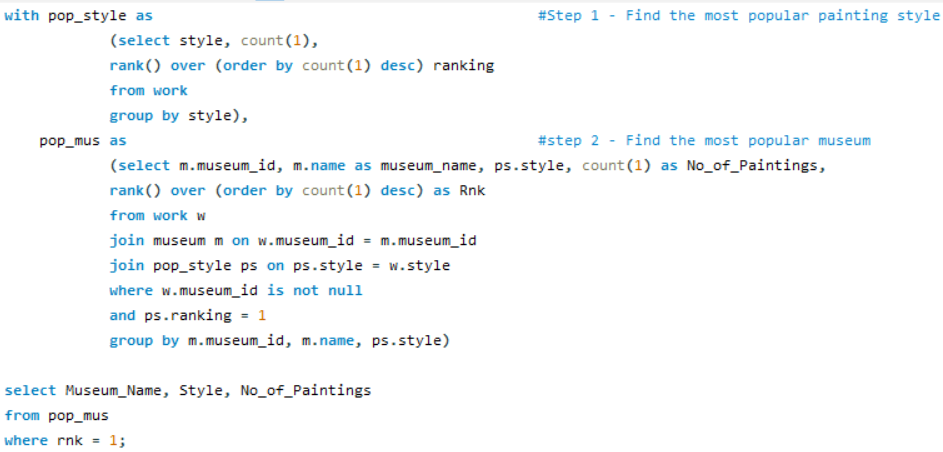 with pop_style as #Step 1 - Find the most popular painting style
(select style, count(1),
rank() over (order by count(1) desc) ranking
from work
group by style),
pop_mus as #step 2 - Find the most popular museum
(select m.museum_id, m.name as museum_name, ps.style, count(1) as No_of_Paintings,
rank() over (order by count(1) desc) as Rnk
from work w
join museum m on w.museum_id = m.museum_id
join pop_style ps on ps.style = w.style
where w.museum_id is not null
and ps.ranking = 1
group by m.museum_id, m.name, ps.style)
select Museum_Name, Style, No_of_Paintings
from pop_mus
where rnk = 1;